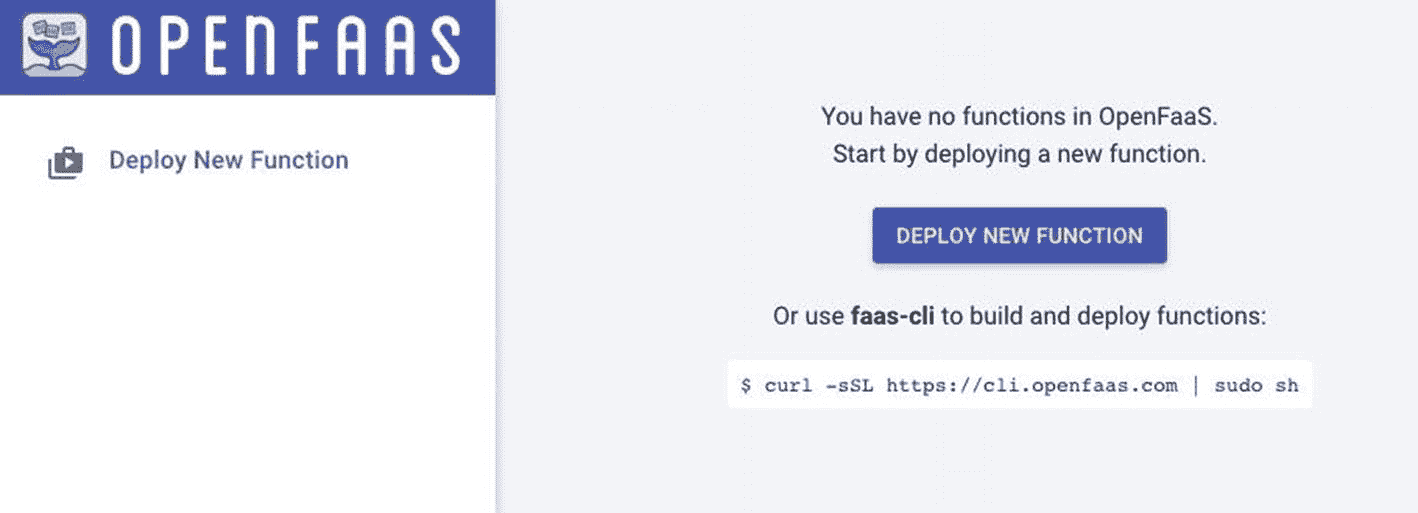 OPENFAAS
Deploy New Function
You have no functions in OpenFaaS.
Start by deploying a new function.
DEPLOY NEW FUNCTION
Or use faas-cli to build and deploy functions:
$ curl -sSL https://cli.openfaas.com | sudo sh